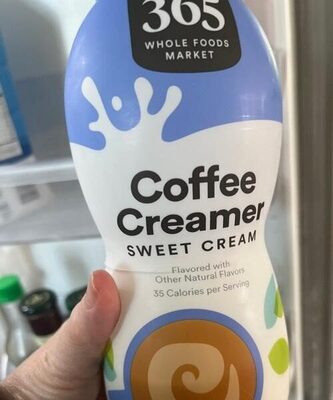 365
WHOLE FOODS
MARKET
Coffee
Creamer
SWEET CREAM
Flavored with
Other Natural Flavors
35 Calories per Serving